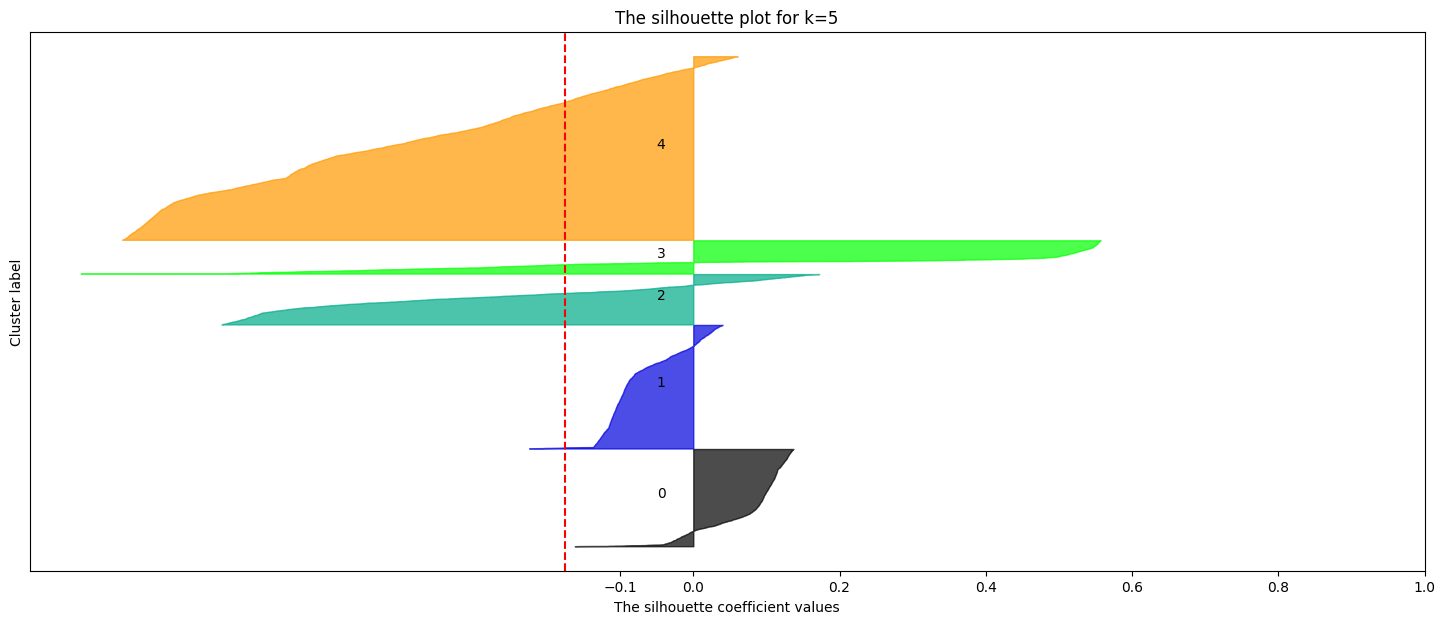 The silhouette plot for k=5
Cluster label
4
3
2
1
0
−0.1 0.0 0.2 0.4 0.6 0.8 1.0
The silhouette coefficient values